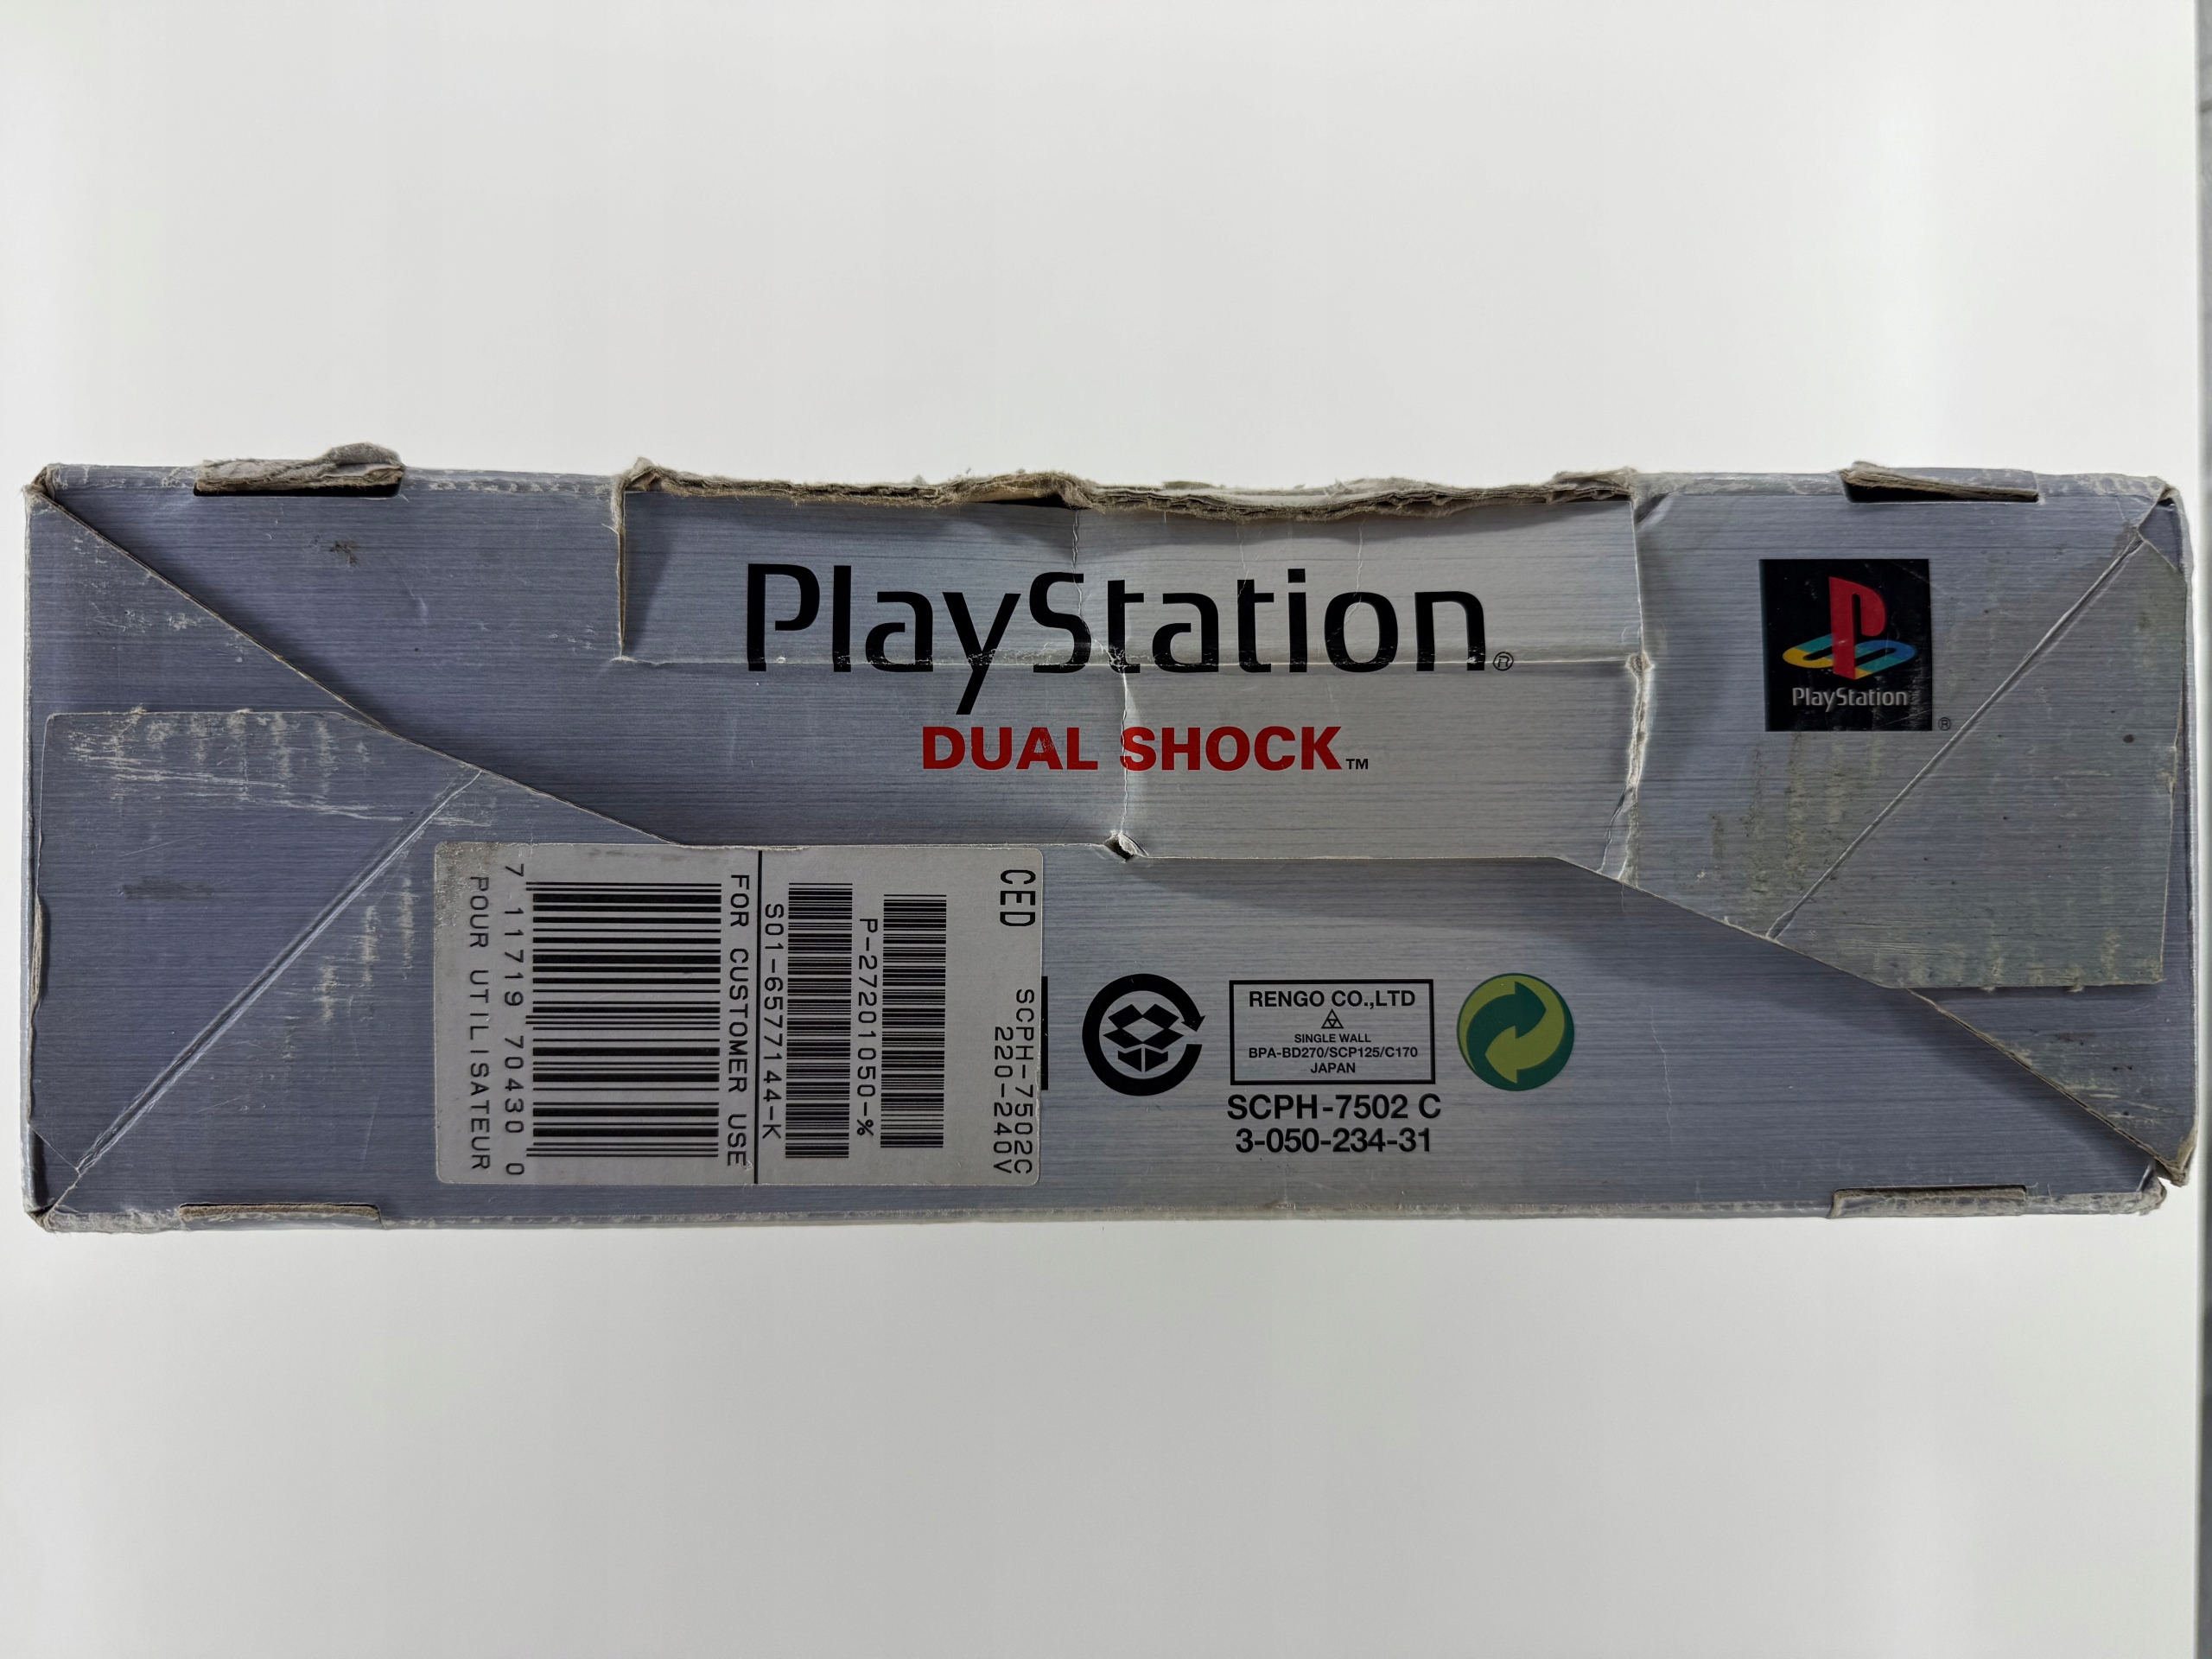 PlayStation®
DUAL SHOCK™
PlayStation
®
CED
SCPH-7502C
220-240V
P-27201050-%
S01-6577144-K
FOR CUSTOMER USE
7 11719 70430 0
POUR UTILISATEUR
RENGO CO.,LTD
SINGLE WALL
BPA-BD270/SCP125/C170
JAPAN
SCPH-7502 C
3-050-234-31